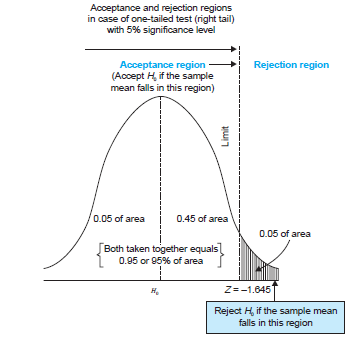 Acceptance and rejection regions
in case of one-tailed test (right tail)
with 5% significance level
Acceptance region
(Accept H₀ if the sample
mean falls in this region)
Rejection region
Limit
0.05 of area
0.45 of area
0.05 of area
Both taken together equals
0.95 or 95% of area
H₀
Z = –1.645
Reject H₀ if the sample mean
falls in this region